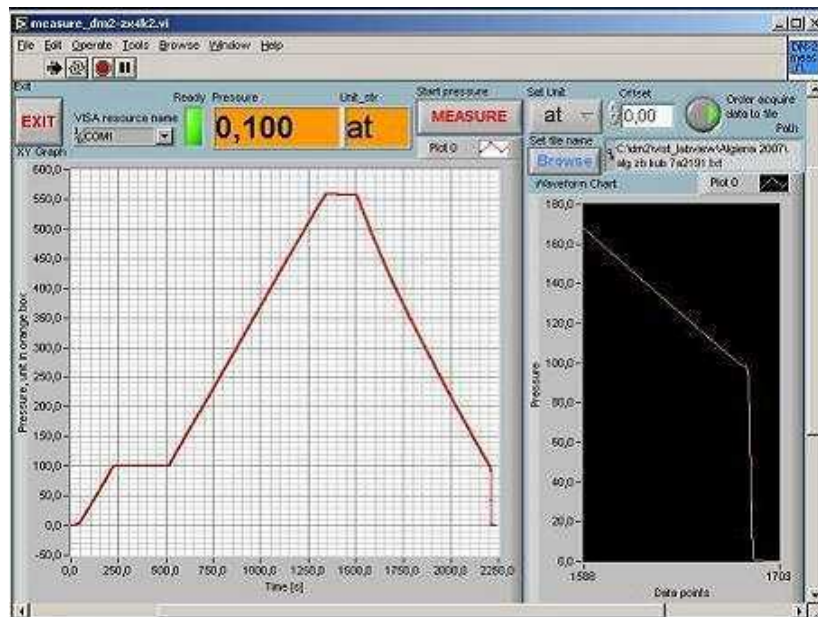 measure_dm2-zx4k2.vi
File Edit Operate Tools Browse Window Help
Exit
EXIT
VISA resource name
COM1
Ready
Pressure
0,100
Unit_str
at
Start pressure
MEASURE
Set Unit
at
Offset
0,00
Order acquire
data to file
Path
Set file name
Browse
XY Graph
Plot 0
600,0
550,0
500,0
450,0
400,0
350,0
300,0
250,0
200,0
150,0
100,0
50,0
0,0
-50,0
Pressure, unit in orange box
0,0 250,0 500,0 750,0 1000,0 1250,0 1500,0 1750,0 2000,0 2250,0
Time [s]
Waveform Chart
Plot 0
180,0
160,0
140,0
120,0
100,0
80,0
60,0
40,0
20,0
0,0
Pressure
1588 1703
Data points